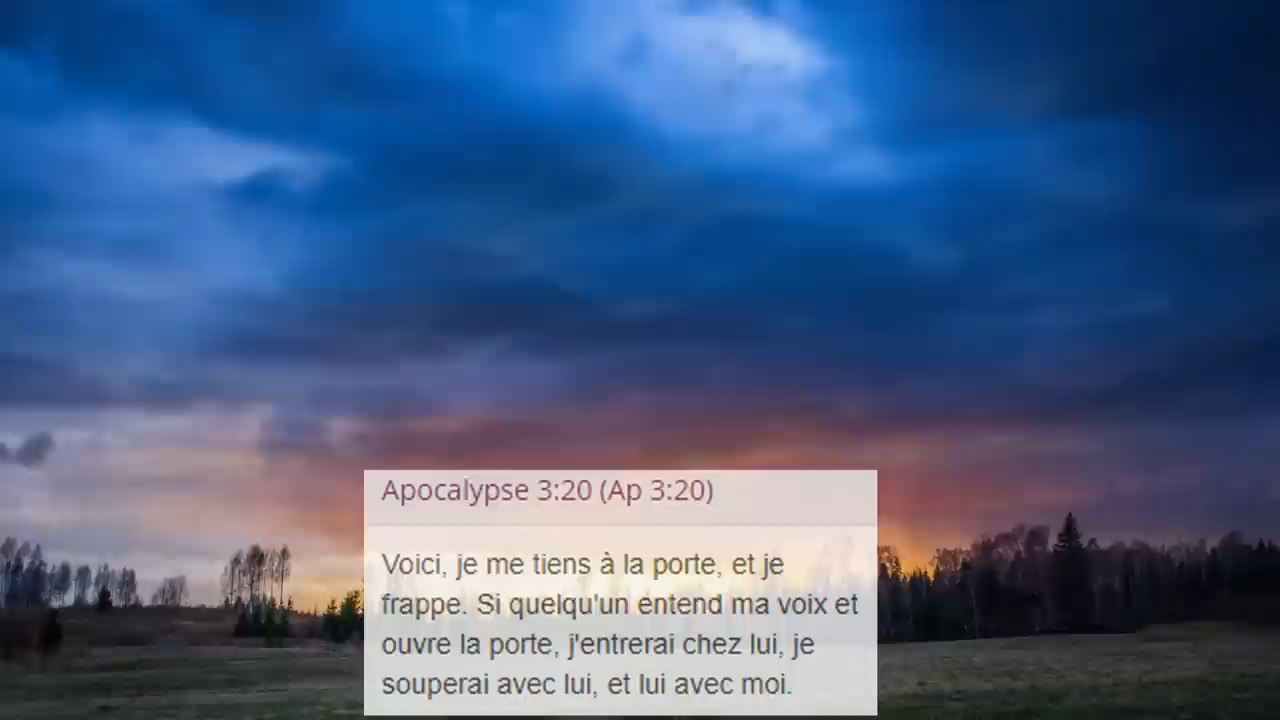 Apocalypse 3:20 (Ap 3:20)
Voici, je me tiens à la porte, et je
frappe. Si quelqu'un entend ma voix et
ouvre la porte, j'entrerai chez lui, je
souperai avec lui, et lui avec moi.